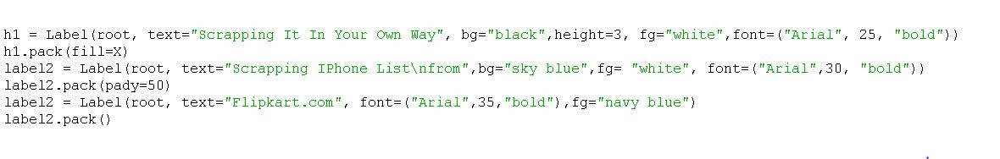 h1 = Label(root, text="Scrapping It In Your Own Way", bg="black",height=3, fg="white",font=("Arial", 25, "bold"))
h1.pack(fill=X)
label2 = Label(root, text="Scrapping IPhone List\nfrom",bg="sky blue",fg= "white", font=("Arial",30, "bold"))
label2.pack(pady=50)
label2 = Label(root, text="Flipkart.com", font=("Arial",35,"bold"),fg="navy blue")
label2.pack()